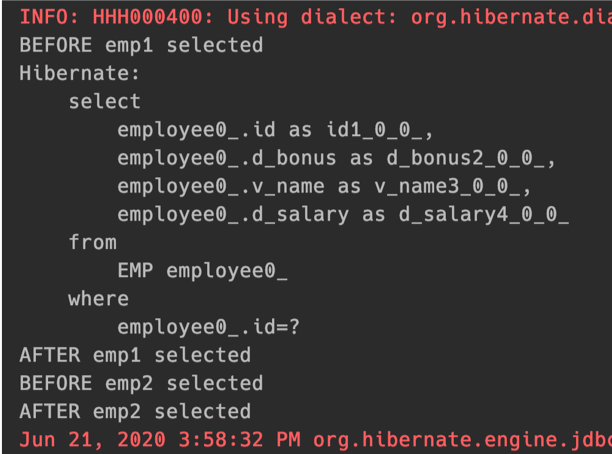 INFO: HHH000400: Using dialect: org.hibernate.dia
BEFORE emp1 selected
Hibernate:
    select
        employee0_.id as id1_0_0_,
        employee0_.d_bonus as d_bonus2_0_0_,
        employee0_.v_name as v_name3_0_0_,
        employee0_.d_salary as d_salary4_0_0_
    from
        EMP employee0_
    where
        employee0_.id=?
AFTER emp1 selected
BEFORE emp2 selected
AFTER emp2 selected
Jun 21, 2020 3:58:32 PM org.hibernate.engine.jdbc